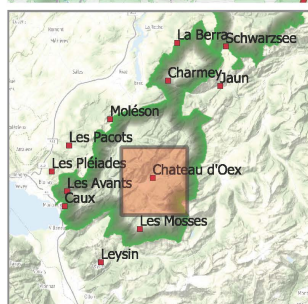 La Berra
Schwarzsee
Charmey
Jaun
Moléson
Les Pacots
Les Pléiades
Chateau d'Oex
Les Avants
Caux
Les Mosses
Leysin